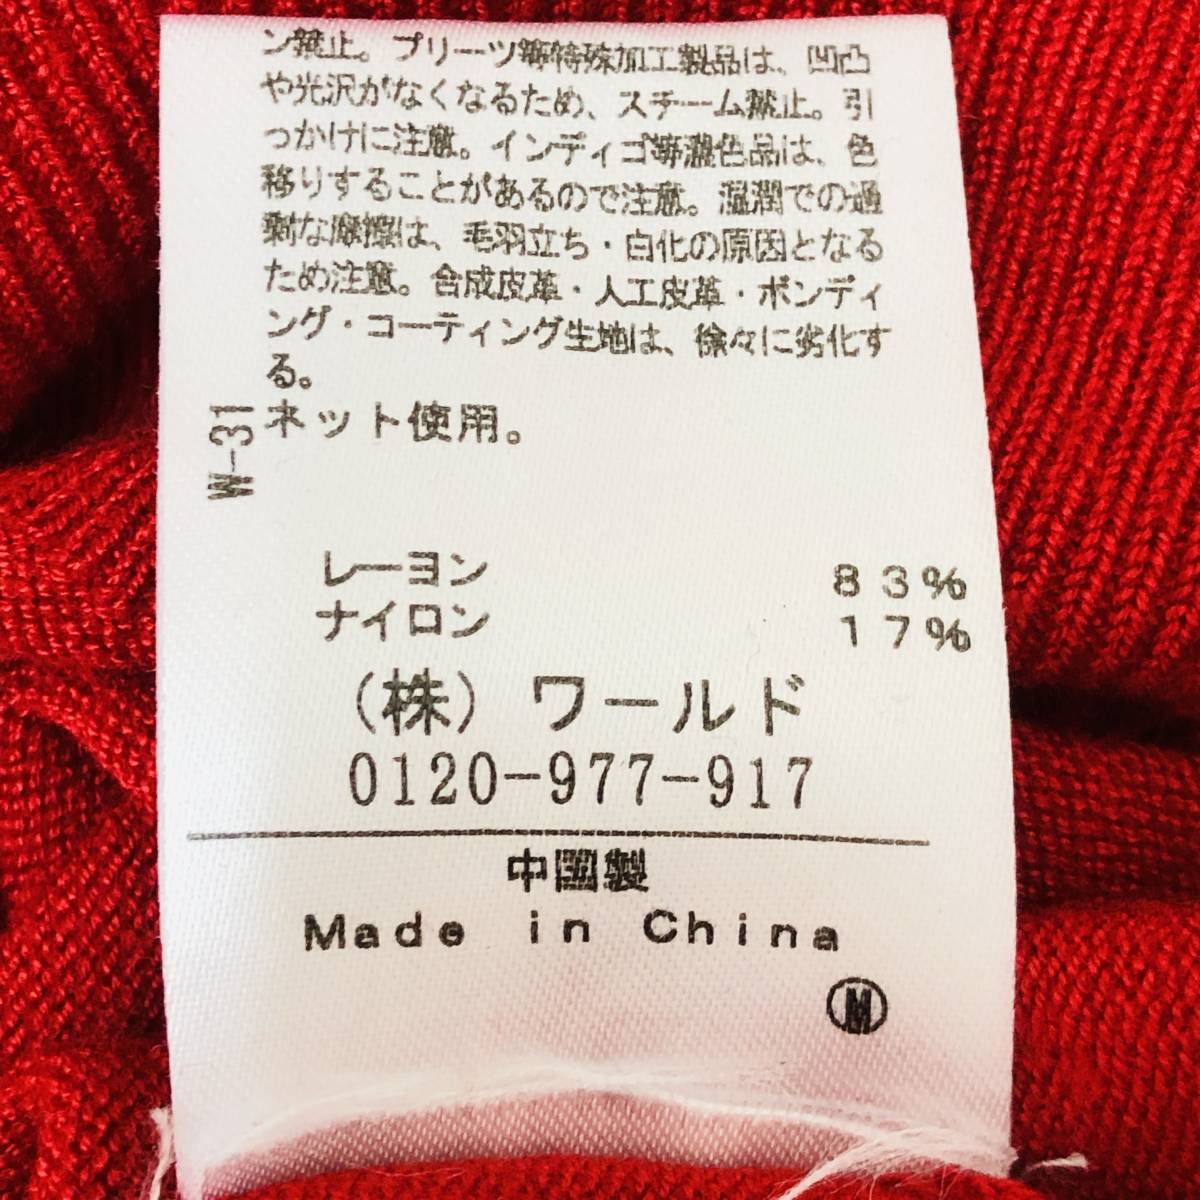 ン禁止。プリーツ等特殊加工製品は、凹凸
や光沢がなくなるため、スチーム禁止。引
っかけに注意。インディゴ等濃色品は、色
移りすることがあるので注意。湿潤での過
剰な摩擦は、毛羽立ち・白化の原因となる
ため注意。合成皮革・人工皮革・ボンディ
ング・コーティング生地は、徐々に劣化す
る。
ネット使用。
W-31
レーヨン 83%
ナイロン 17%
(株) ワールド
0120-977-917
中国製
Made in China
M